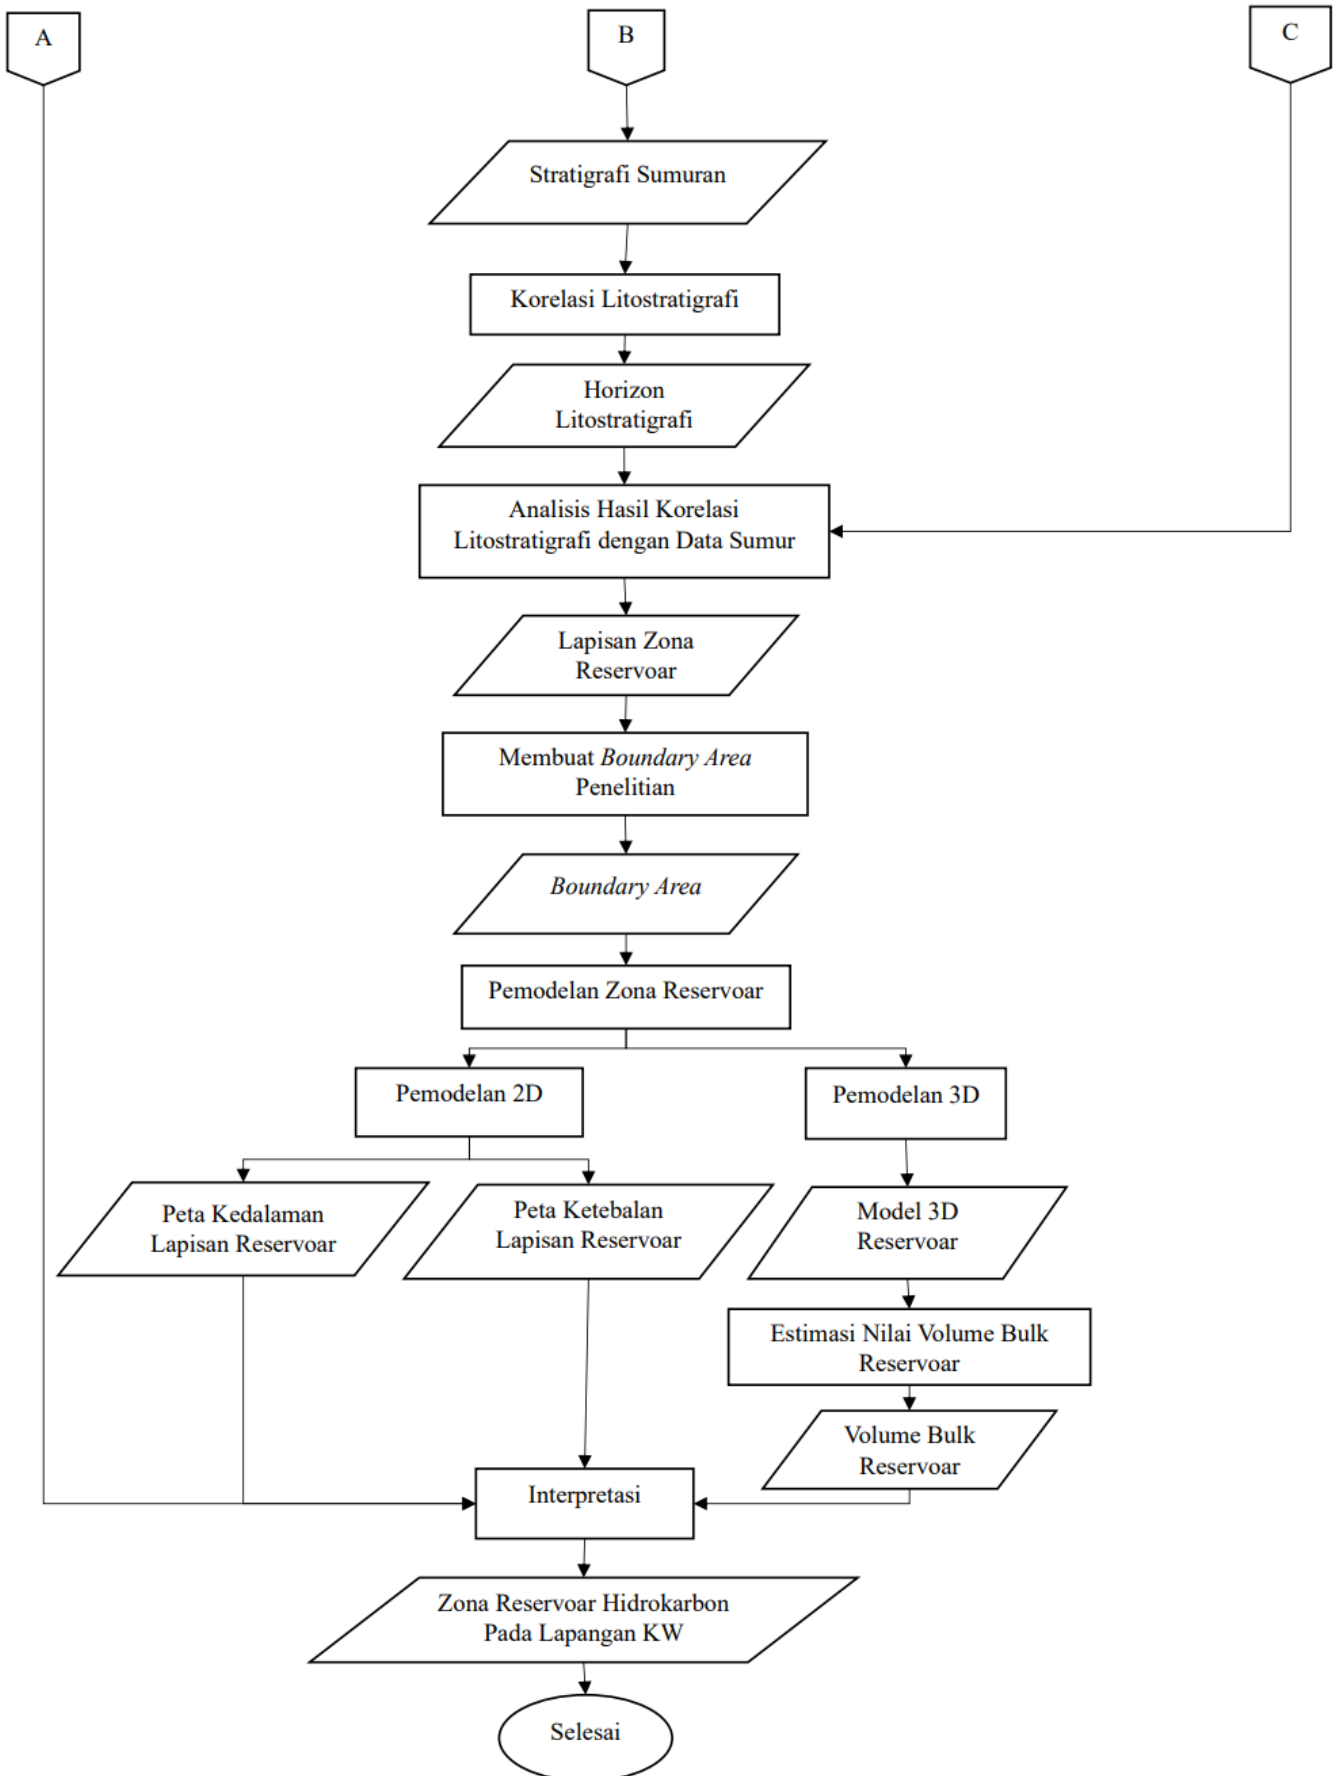 A
B
C
Stratigrafi Sumuran
Korelasi Litostratigrafi
Horizon
Litostratigrafi
Analisis Hasil Korelasi
Litostratigrafi dengan Data Sumur
Lapisan Zona
Reservoar
Membuat Boundary Area
Penelitian
Boundary Area
Pemodelan Zona Reservoar
Pemodelan 2D
Pemodelan 3D
Peta Kedalaman
Lapisan Reservoar
Peta Ketebalan
Lapisan Reservoar
Model 3D
Reservoar
Estimasi Nilai Volume Bulk
Reservoar
Volume Bulk
Reservoar
Interpretasi
Zona Reservoar Hidrokarbon
Pada Lapangan KW
Selesai